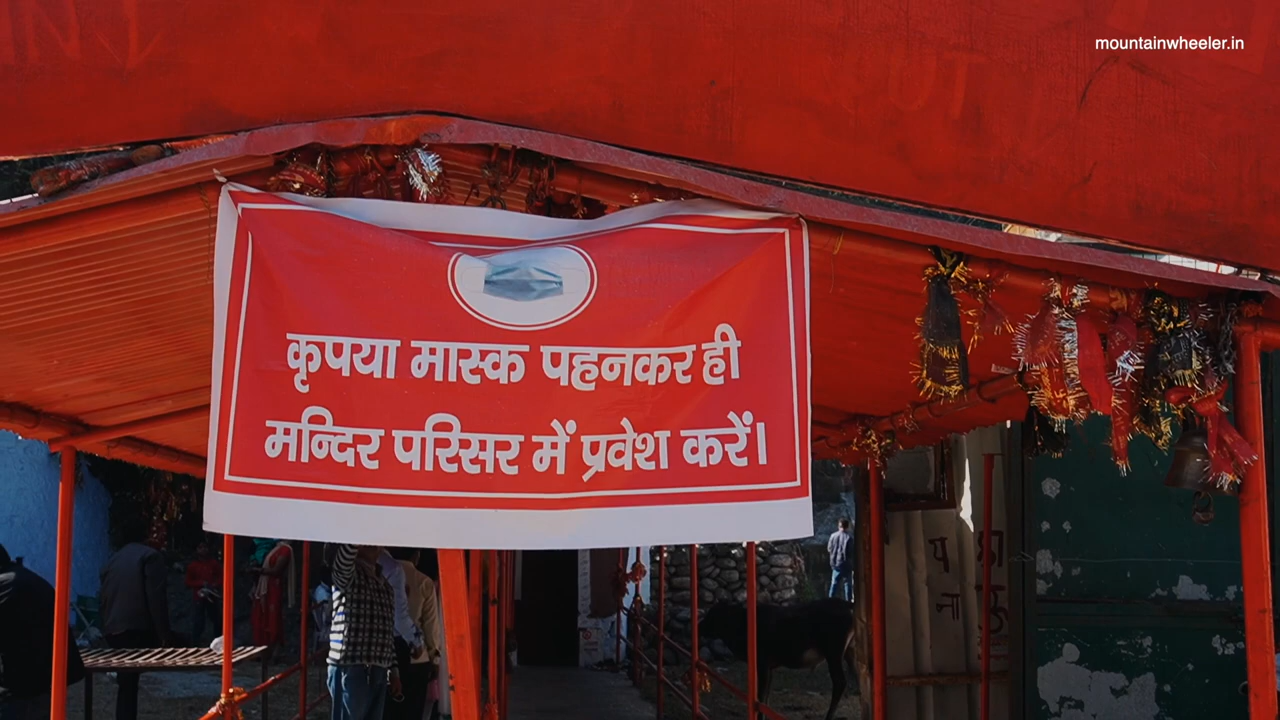 mountainwheeler.in
कृपया मास्क पहनकर ही
मन्दिर परिसर में प्रवेश करें।